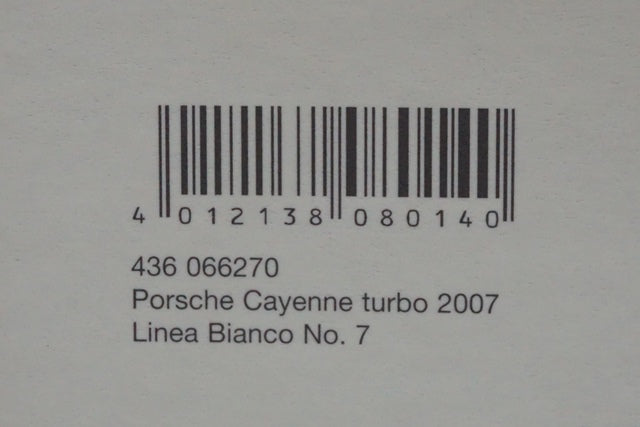 4 012138 080140
436 066270
Porsche Cayenne turbo 2007
Linea Bianco No. 7